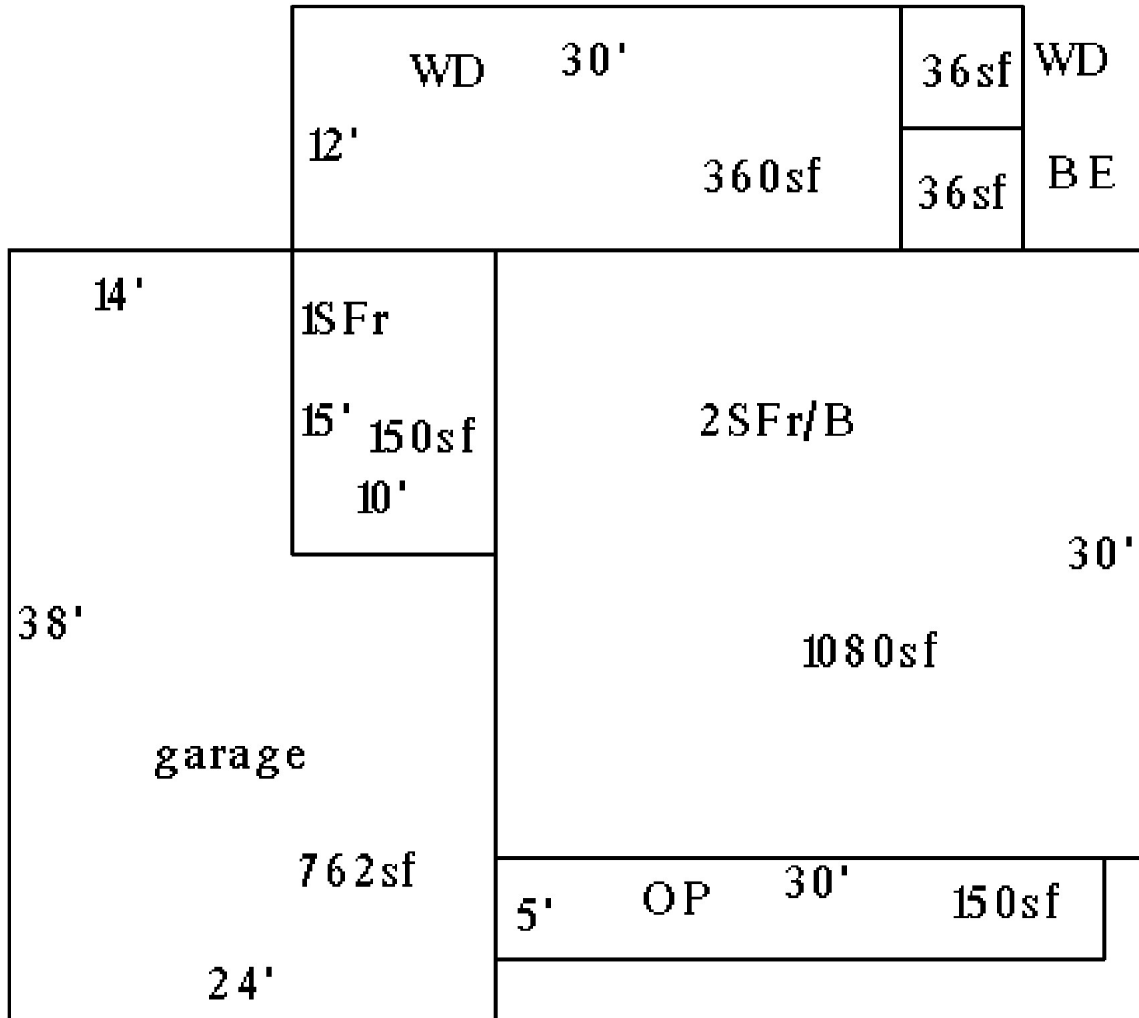 WD 30' 36sf WD
12' 360sf 36sf BE
14'
1SFr
15' 150sf 2SFr/B
10'
30'
38'
1080sf
garage
762sf
5' OP 30' 150sf
24'